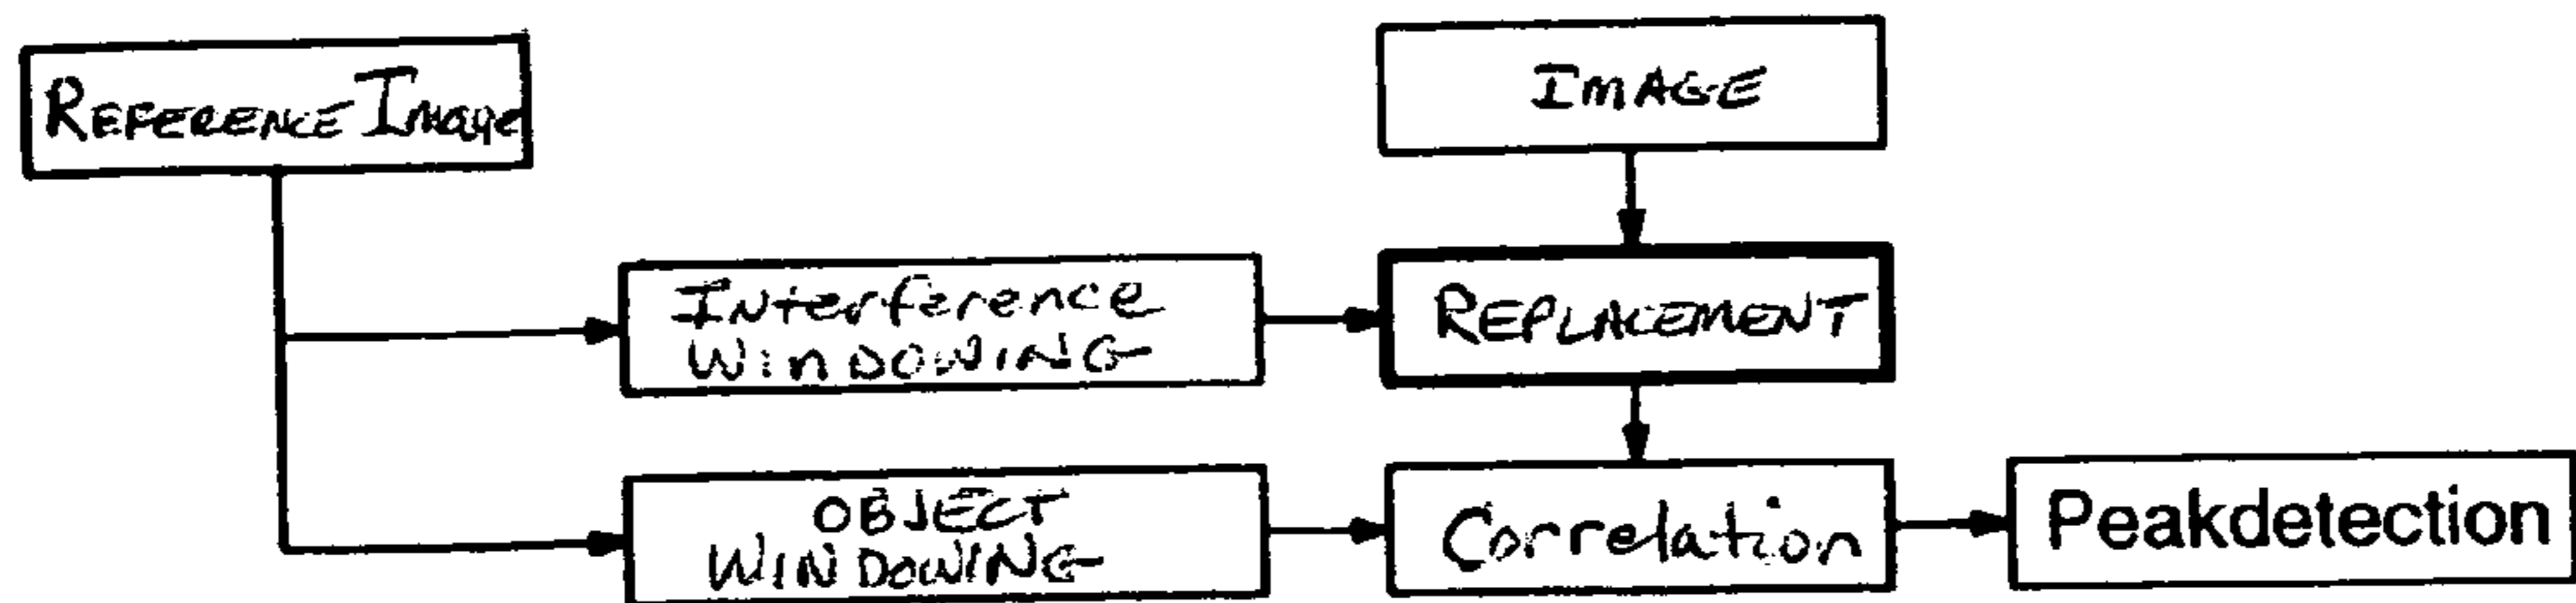 REFERENCE Image
IMAGE
Interference
WINDOWING
REPLACEMENT
OBJECT
WINDOWING
Correlation
Peakdetection